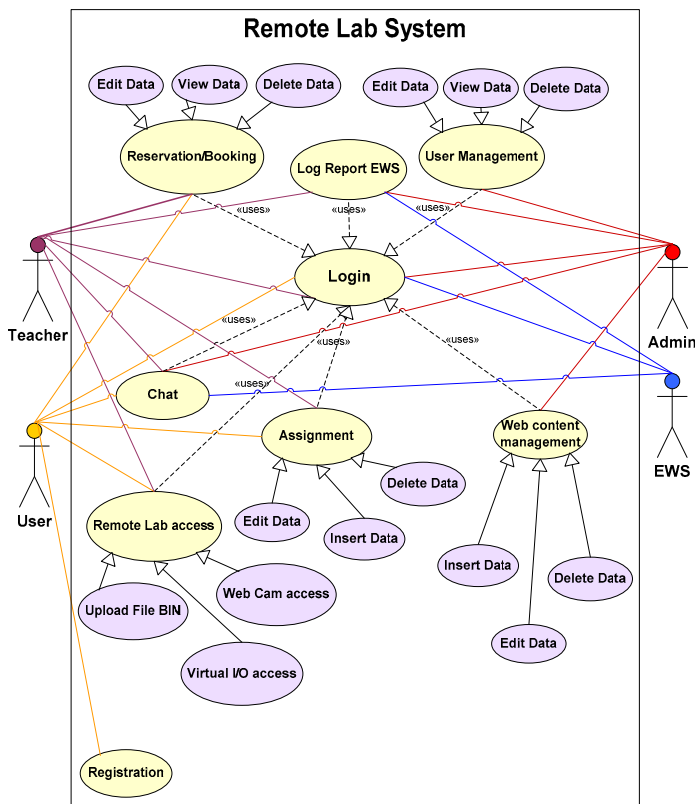 Remote Lab System
Edit Data
View Data
Delete Data
Edit Data
View Data
Delete Data
Reservation/Booking
Log Report EWS
User Management
«uses»
«uses»
«uses»
Login
Teacher
Admin
«uses»
«uses»
«uses»
«uses»
Chat
Assignment
Web content
management
User
EWS
Delete Data
Edit Data
Insert Data
Remote Lab access
Insert Data
Delete Data
Web Cam access
Upload File BIN
Edit Data
Virtual I/O access
Registration